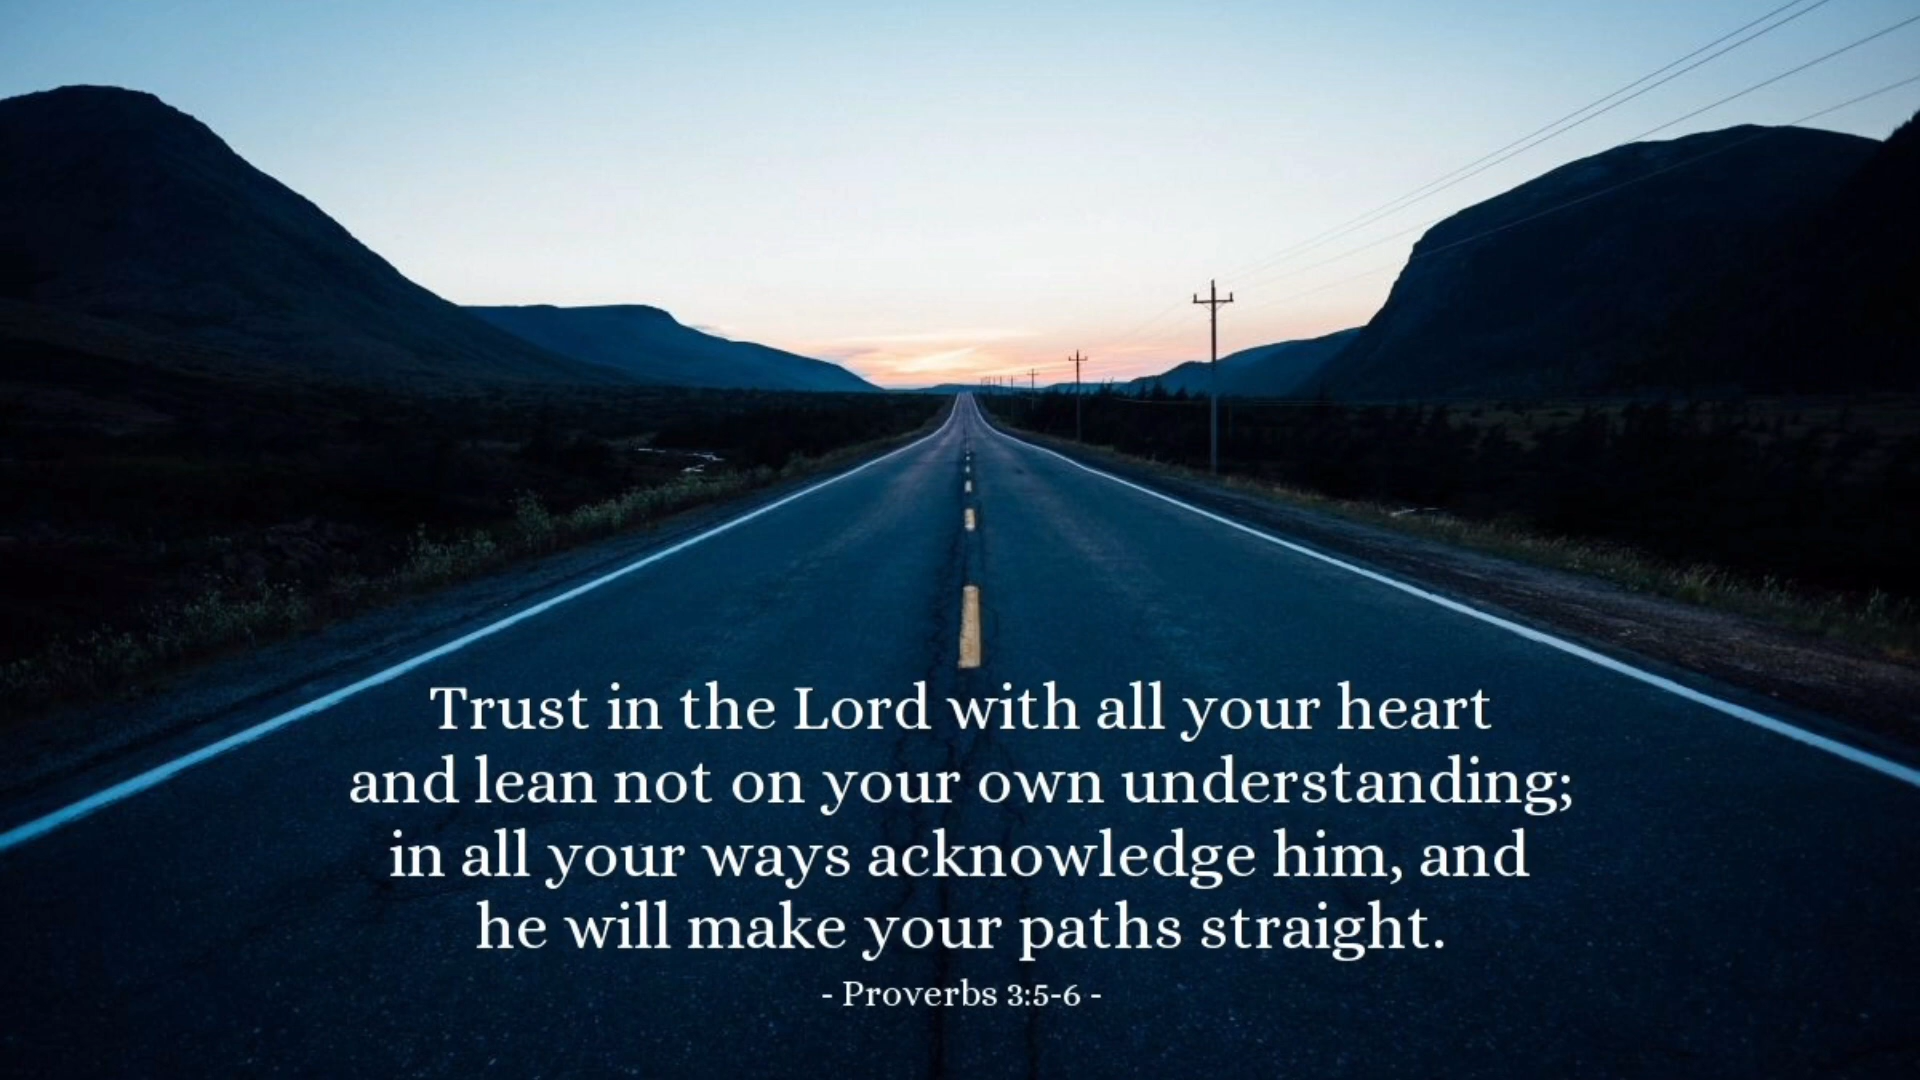 Trust in the Lord with all your heart
and lean not on your own understanding;
in all your ways acknowledge him, and
he will make your paths straight.
- Proverbs 3:5-6 -